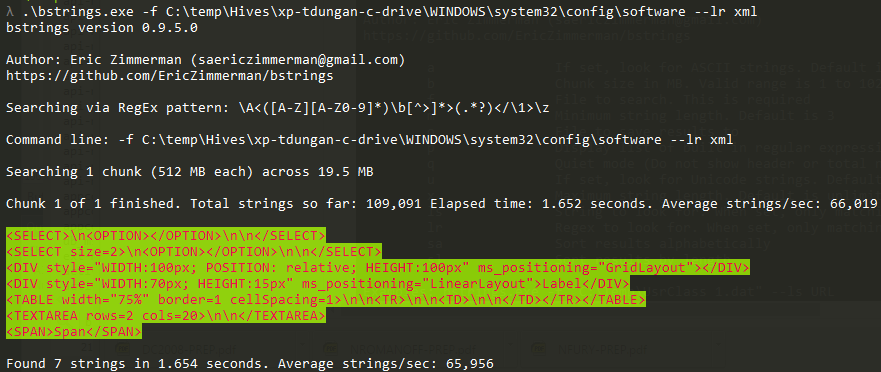 λ .\bstrings.exe -f C:\temp\Hives\xp-tdungan-c-drive\WINDOWS\system32\config\software --lr xml
bstrings version 0.9.5.0
Author: Eric Zimmerman (saericzimmerman@gmail.com)
https://github.com/EricZimmerman/bstrings
Searching via RegEx pattern: \A<([A-Z][A-Z0-9]*)\b[^>]*>(.*?)</\1>\z
Command line: -f C:\temp\Hives\xp-tdungan-c-drive\WINDOWS\system32\config\software --lr xml
Searching 1 chunk (512 MB each) across 19.5 MB
Chunk 1 of 1 finished. Total strings so far: 109,091 Elapsed time: 1.652 seconds. Average strings/sec: 66,019
<SELECT>\n<OPTION></OPTION>\n\n</SELECT>
<SELECT size=2>\n<OPTION></OPTION>\n\n</SELECT>
<DIV style="WIDTH:100px; POSITION: relative; HEIGHT:100px" ms_positioning="GridLayout"></DIV>
<DIV style="WIDTH:70px; HEIGHT:15px" ms_positioning="LinearLayout">Label</DIV>
<TABLE width="75%" border=1 cellSpacing=1>\n\n<TR>\n\n<TD>\n\n</TD></TR></TABLE>
<TEXTAREA rows=2 cols=20>\n\n</TEXTAREA>
<SPAN>Span</SPAN>
Found 7 strings in 1.654 seconds. Average strings/sec: 65,956